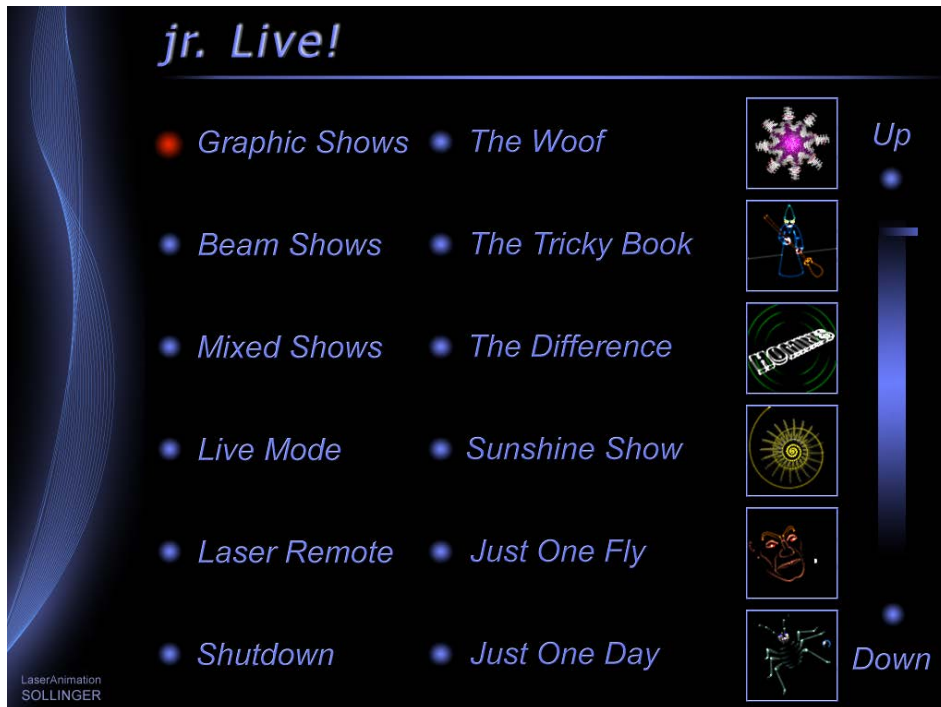 jr. Live!
Graphic Shows
The Woof
Up
Beam Shows
The Tricky Book
Mixed Shows
The Difference
Live Mode
Sunshine Show
Laser Remote
Just One Fly
Shutdown
Just One Day
Down
LaserAnimation
SOLLINGER